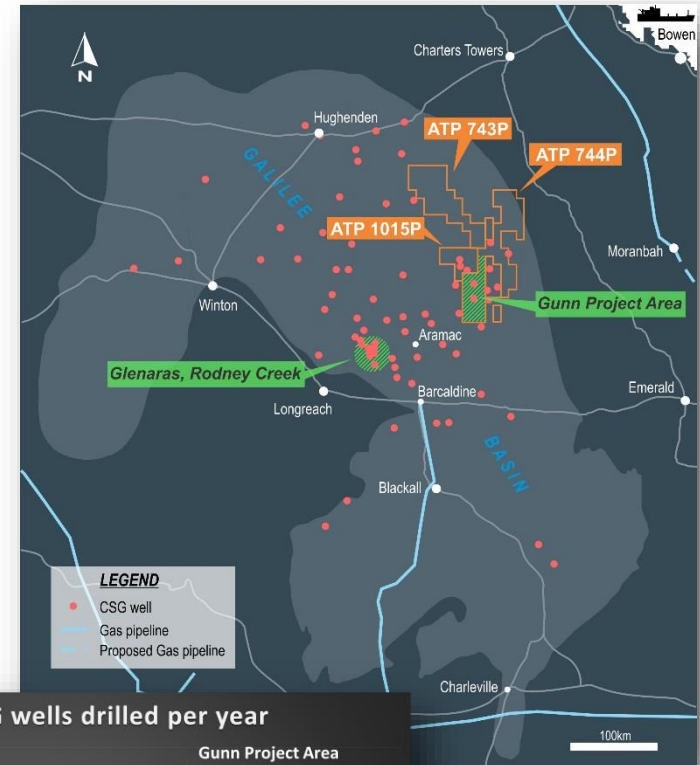 Bowen
Charters Towers
N
Hughenden
ATP 743P
ATP 744P
GALILEE
ATP 1015P
Moranbah
Winton
Gunn Project Area
Aramac
Glenaras, Rodney Creek
Barcaldine
Emerald
Longreach
BASIN
Blackall
LEGEND
CSG well
Gas pipeline
Proposed Gas pipeline
Charleville
wells drilled per year
Gunn Project Area
100km